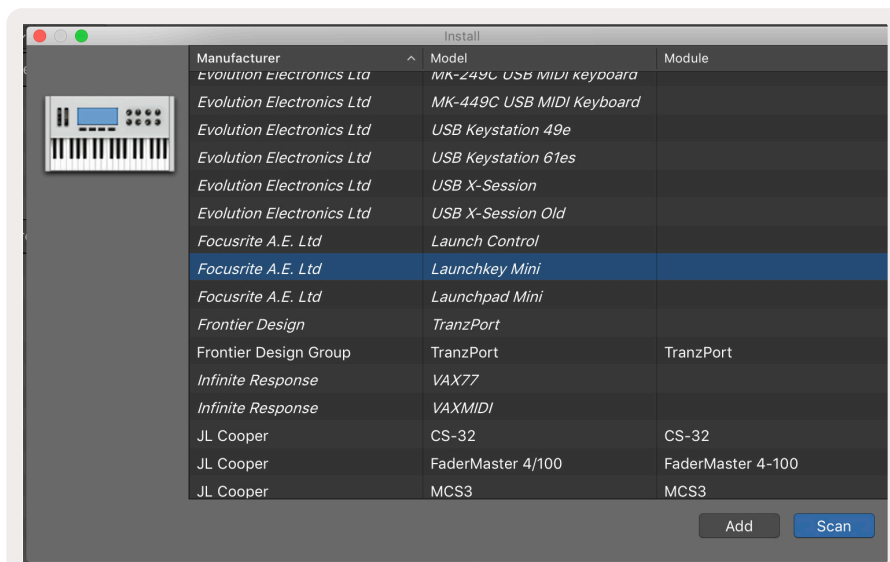 Install
Manufacturer Model Module
Evolution Electronics Ltd MK-249C USB MIDI keyboard
Evolution Electronics Ltd MK-449C USB MIDI Keyboard
Evolution Electronics Ltd USB Keystation 49e
Evolution Electronics Ltd USB Keystation 61es
Evolution Electronics Ltd USB X-Session
Evolution Electronics Ltd USB X-Session Old
Focusrite A.E. Ltd Launch Control
Focusrite A.E. Ltd Launchkey Mini
Focusrite A.E. Ltd Launchpad Mini
Frontier Design TranzPort
Frontier Design Group TranzPort TranzPort
Infinite Response VAX77
Infinite Response VAXMIDI
JL Cooper CS-32 CS-32
JL Cooper FaderMaster 4/100 FaderMaster 4-100
JL Cooper MCS3 MCS3
Add Scan